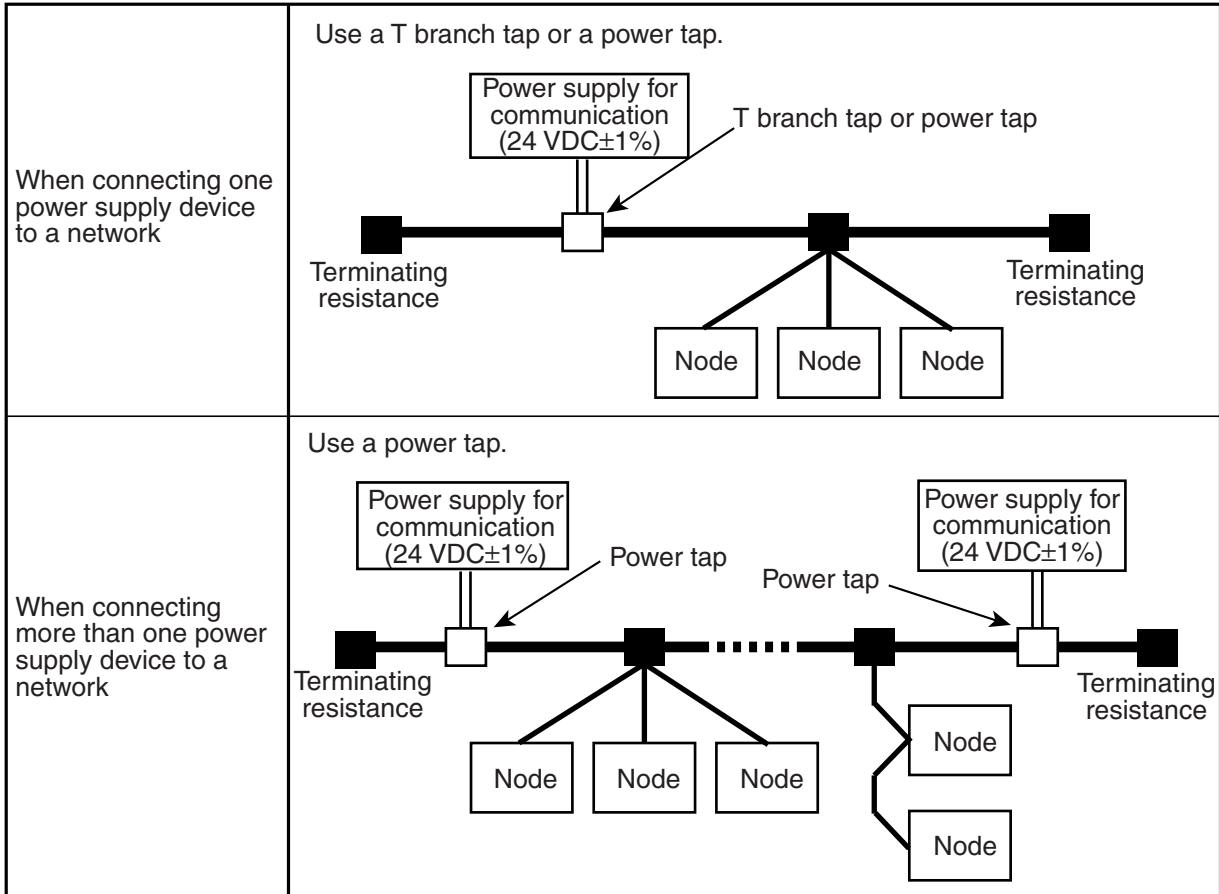 When connecting one
power supply device
to a network
Use a T branch tap or a power tap.
Power supply for
communication
(24 VDC±1%)
T branch tap or power tap
Terminating
resistance
Terminating
resistance
Node
Node
Node
When connecting
more than one power
supply device to a
network
Use a power tap.
Power supply for
communication
(24 VDC±1%)
Power tap
Power tap
Power supply for
communication
(24 VDC±1%)
Terminating
resistance
Terminating
resistance
Node
Node
Node
Node
Node